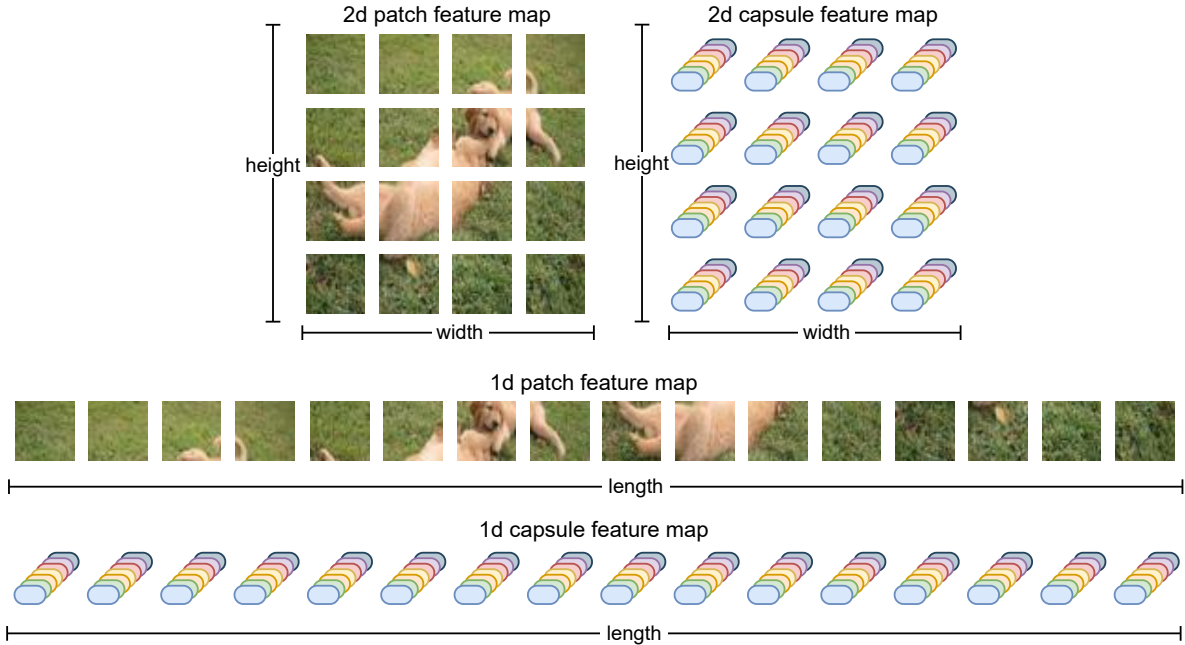 2d patch feature map
2d capsule feature map
height
height
width
width
1d patch feature map
length
1d capsule feature map
length